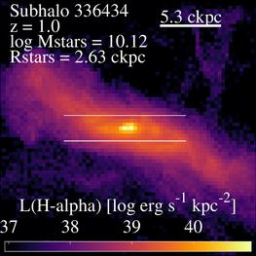 Subhalo 336434
5.3 ckpc
z = 1.0
log Mstars = 10.12
Rstars = 2.63 ckpc
L(H-alpha) [log erg s⁻¹ kpc⁻²]
37 38 39 40